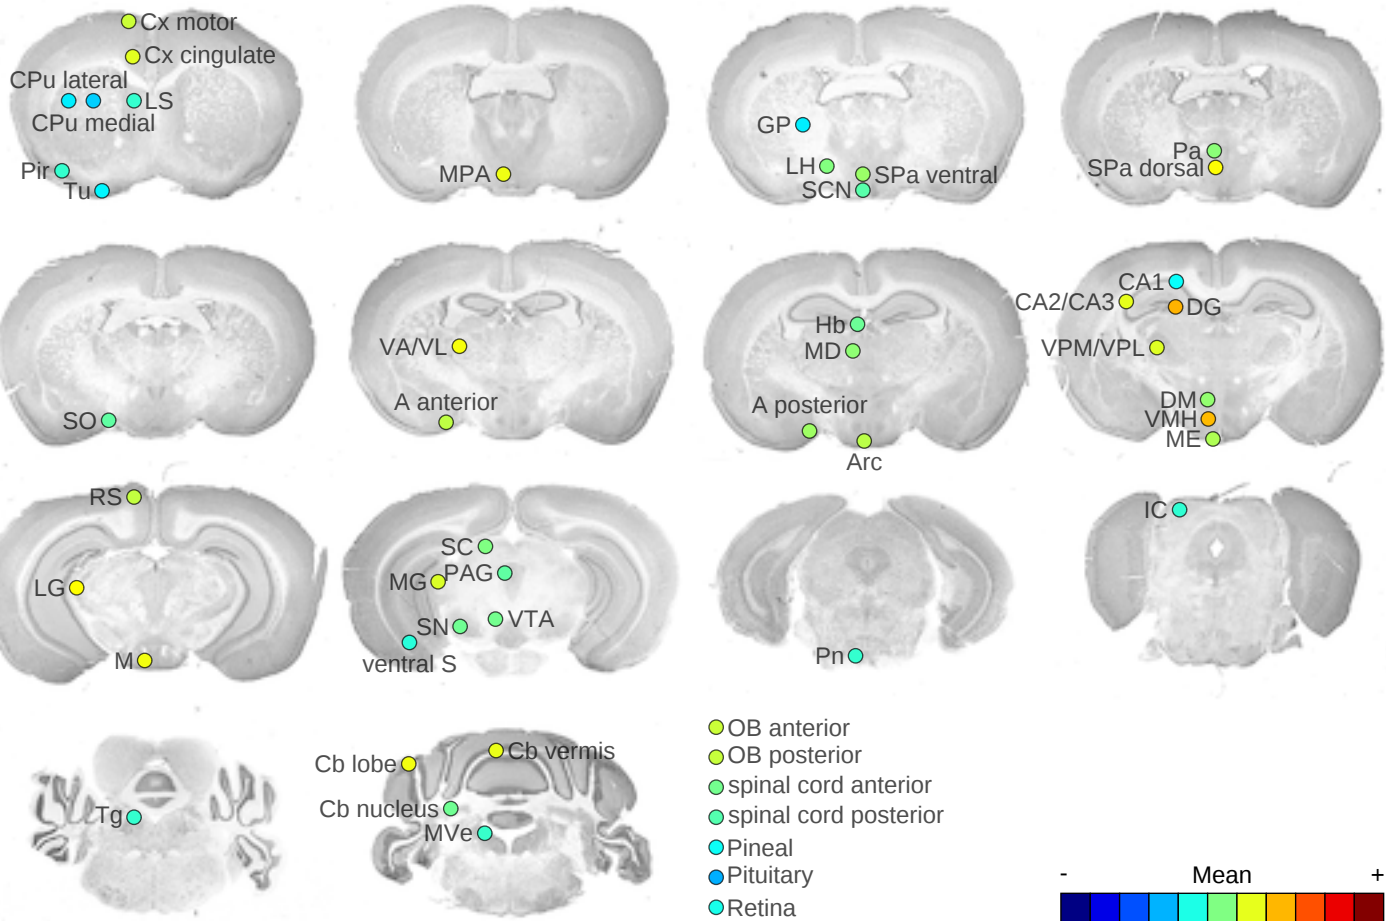 Cx motor
Cx cingulate
CPu lateral
LS
CPu medial
Pir
Tu
MPA
GP
LH
SPa ventral
SCN
Pa
SPa dorsal
SO
VA/VL
A anterior
Hb
MD
A posterior
Arc
CA1
CA2/CA3
DG
VPM/VPL
DM
VMH
ME
RS
LG
M
SC
PAG
MG
VTA
SN
ventral S
Pn
IC
Tg
Cb lobe
Cb vermis
Cb nucleus
MVe
OB anterior
OB posterior
spinal cord anterior
spinal cord posterior
Pineal
Pituitary
Retina
- Mean +